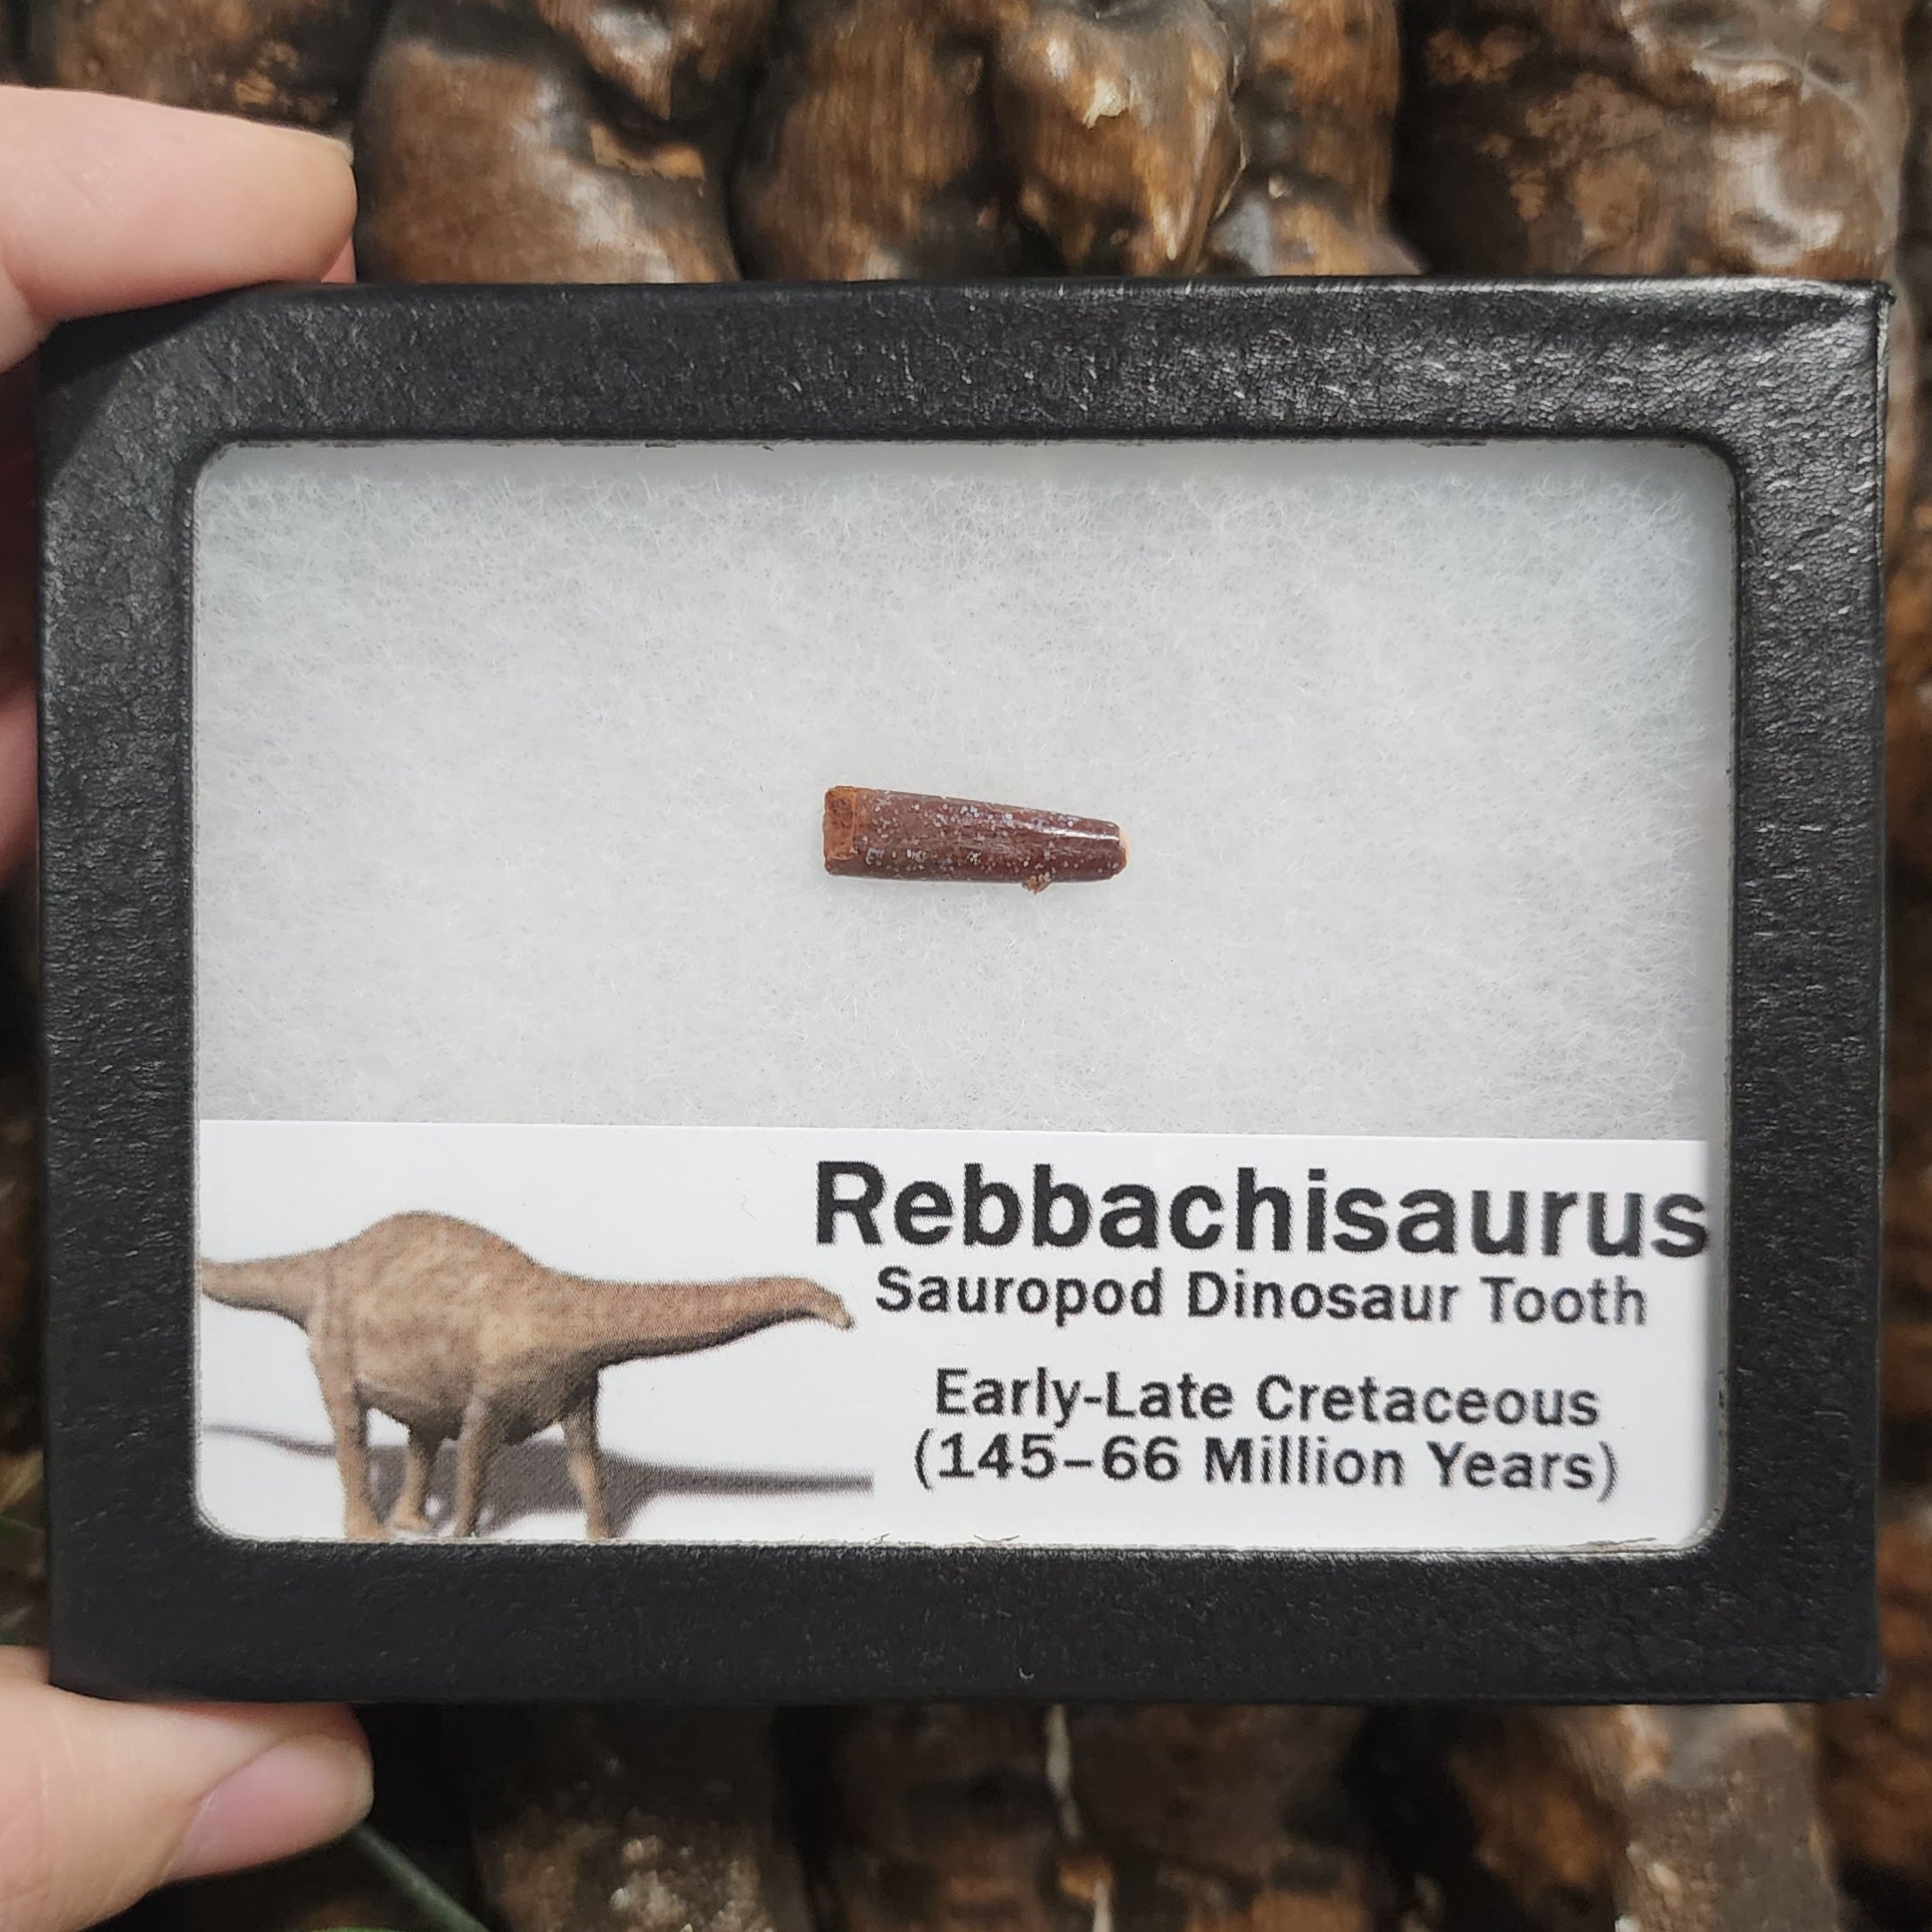 Rebbachisaurus
Sauropod Dinosaur Tooth
Early-Late Cretaceous
(145–66 Million Years)